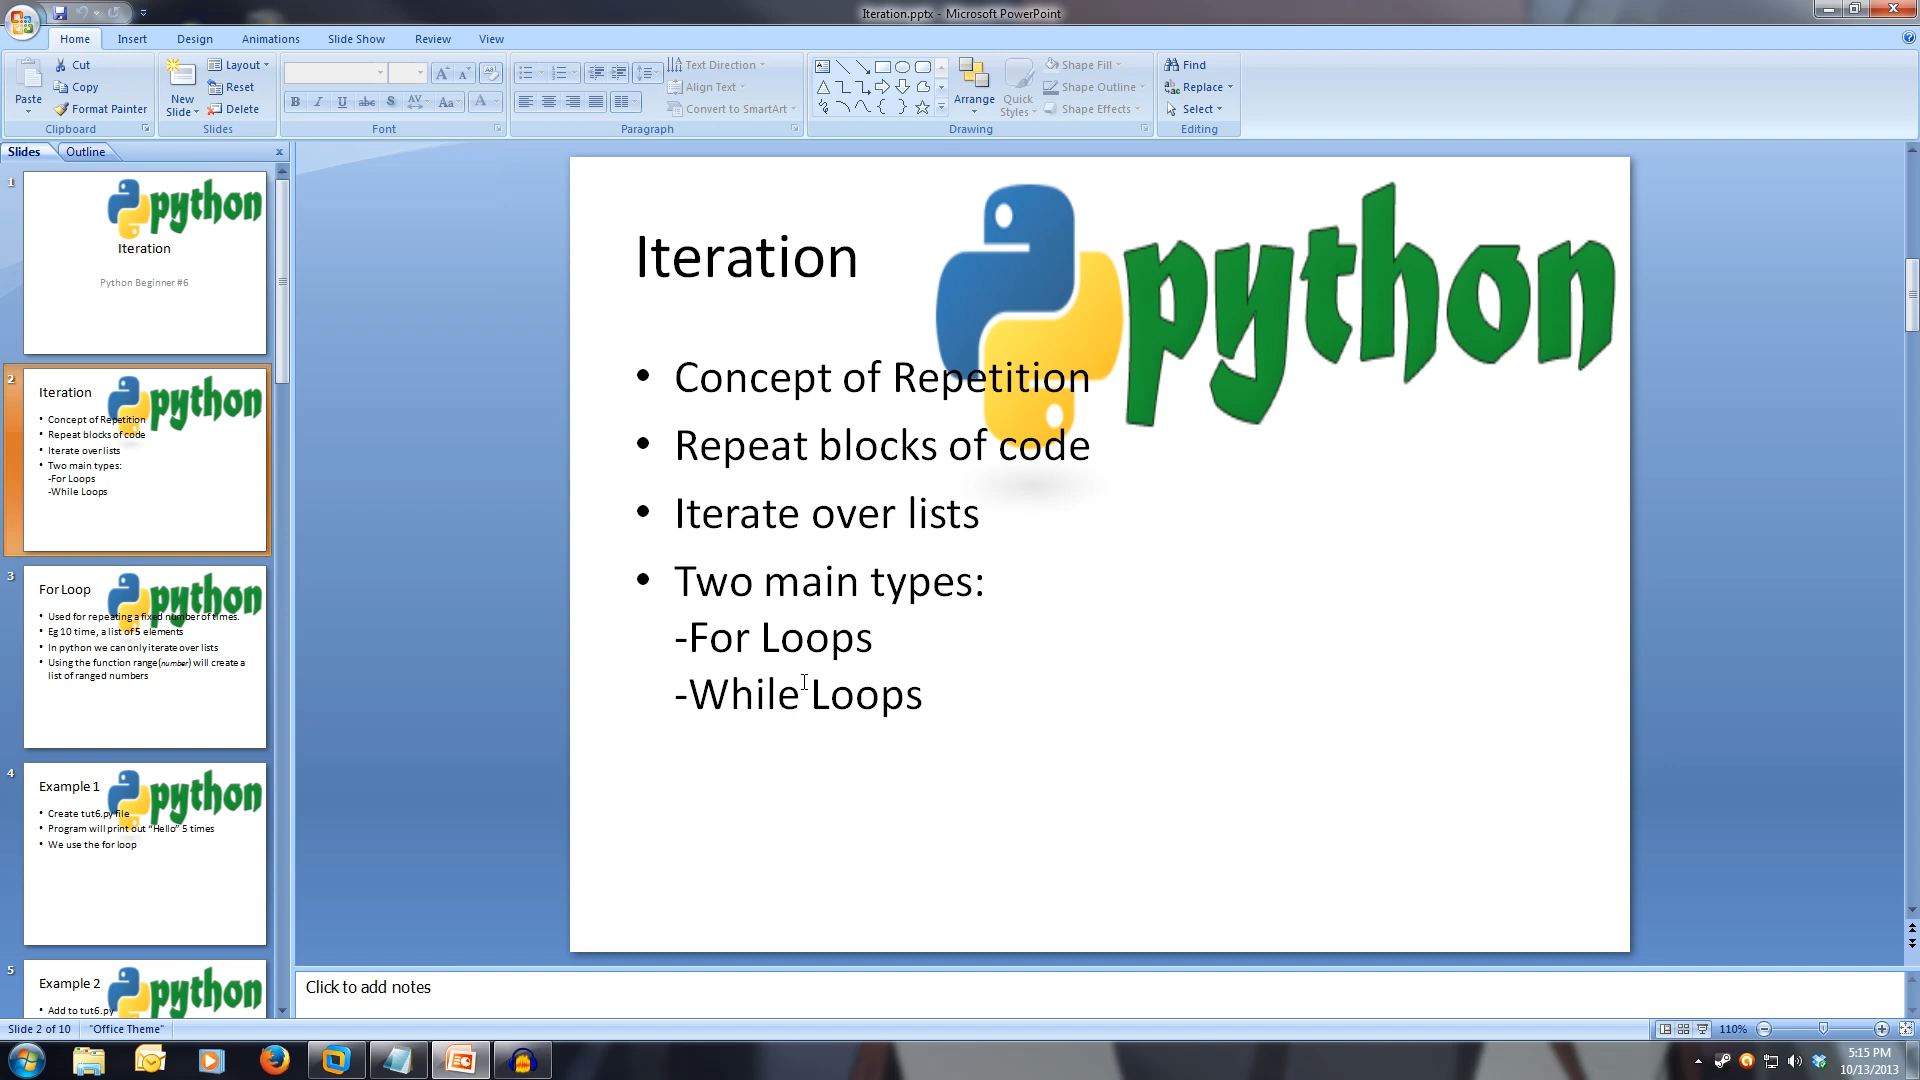 Iteration.pptx - Microsoft PowerPoint
Home Insert Design Animations Slide Show Review View
Paste
Cut
Copy
Format Painter
Clipboard
New
Slide
Layout
Reset
Delete
Slides
B I U abc S AV Aa A
Font
Text Direction
Align Text
Convert to SmartArt
Paragraph
Arrange
Quick
Styles
Shape Fill
Shape Outline
Shape Effects
Drawing
Find
Replace
Select
Editing
Slides Outline
1
python
Iteration
Python Beginner #6
2
python
Iteration
• Concept of Repetition
• Repeat blocks of code
• Iterate over lists
• Two main types:
-For Loops
-While Loops
3
python
For Loop
• Used for repeating a fixed number of times.
• Eg 10 time, a list of 5 elements
• In python we can only iterate over lists
• Using the function range(number) will create a
list of ranged numbers
4
python
Example 1
• Create tut6.py file
• Program will print out “Hello” 5 times
• We use the for loop
5
python
Example 2
• Add to tut6.py
Iteration
python
• Concept of Repetition
• Repeat blocks of code
• Iterate over lists
• Two main types:
-For Loops
-While Loops
Click to add notes
Slide 2 of 10 "Office Theme" 110%
5:15 PM
10/13/2013